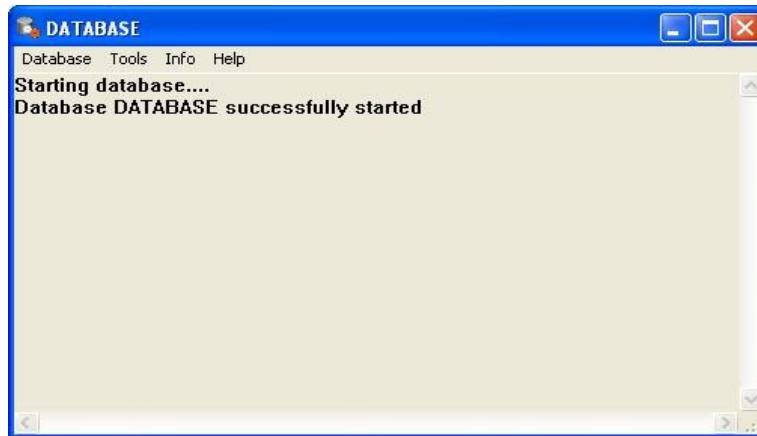 DATABASE
Database Tools Info Help
Starting database....
Database DATABASE successfully started